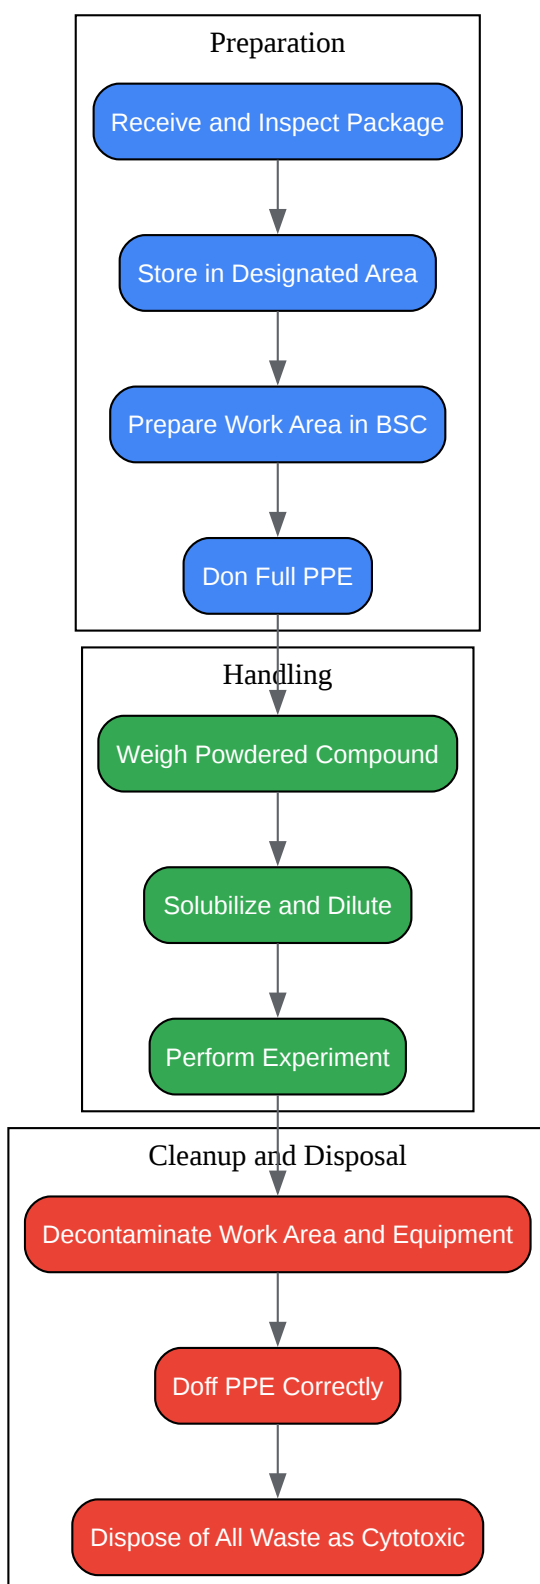 Preparation
Receive and Inspect Package
Store in Designated Area
Prepare Work Area in BSC
Don Full PPE
Handling
Weigh Powdered Compound
Solubilize and Dilute
Perform Experiment
Cleanup and Disposal
Decontaminate Work Area and Equipment
Doff PPE Correctly
Dispose of All Waste as Cytotoxic